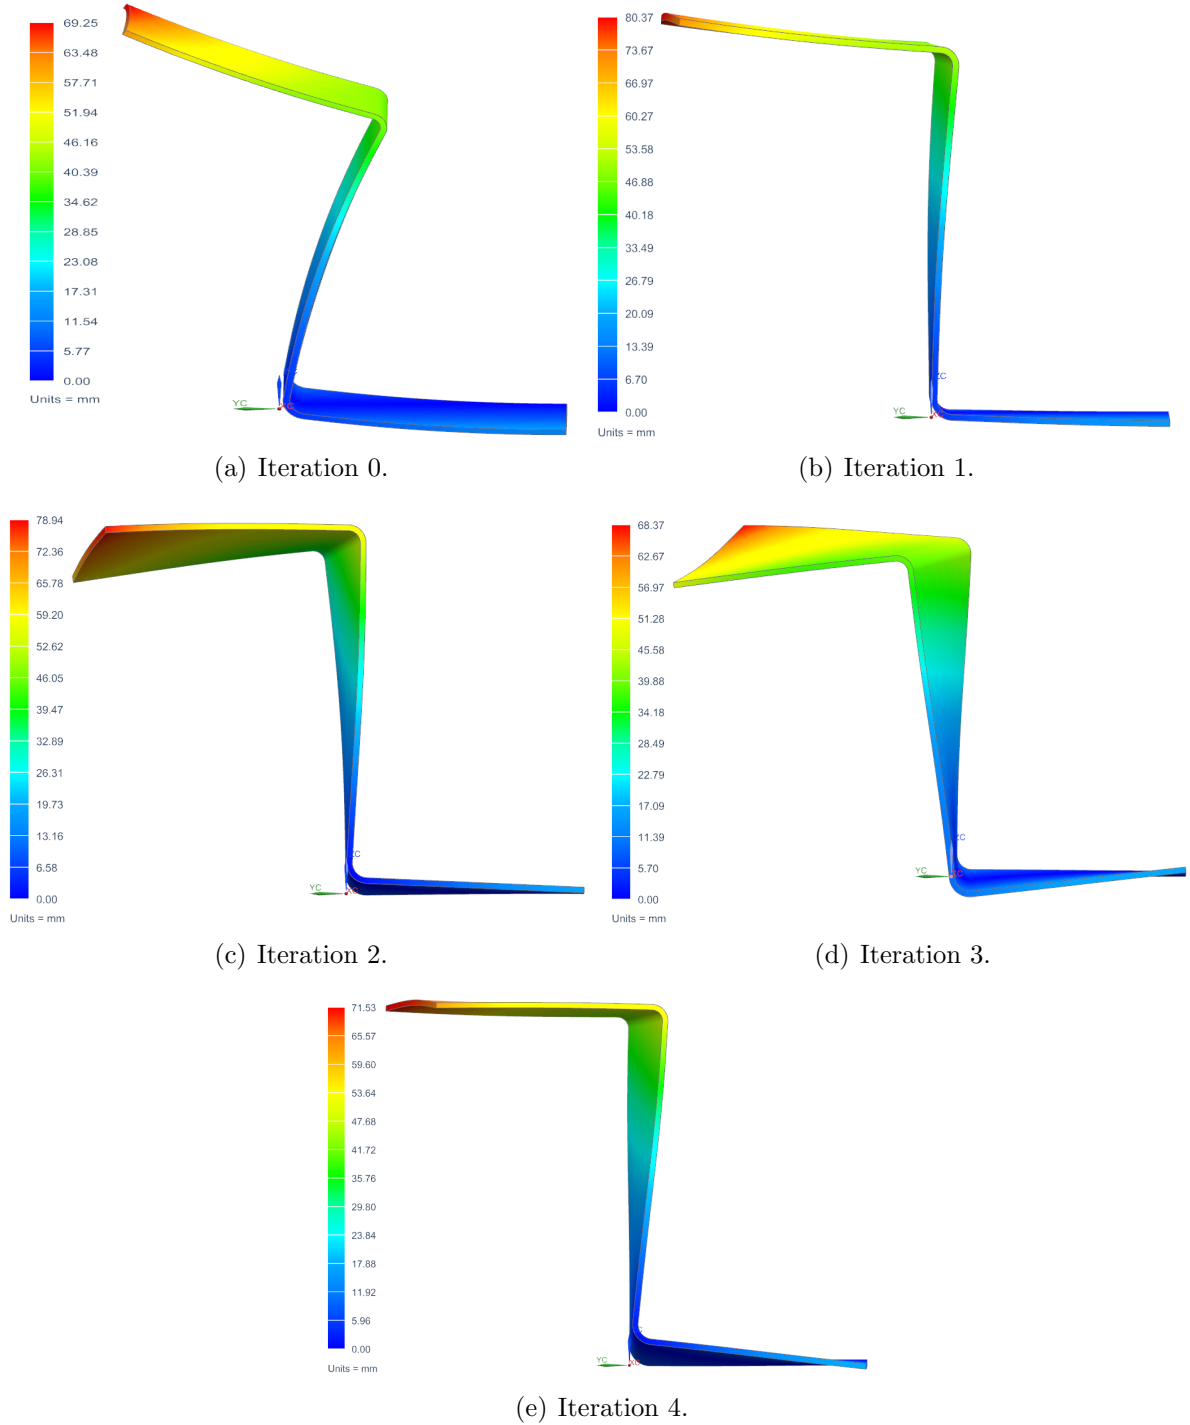 69.25
63.48
57.71
51.94
46.16
40.39
34.62
28.85
23.08
17.31
11.54
5.77
0.00
Units = mm
YC
(a) Iteration 0.
80.37
73.67
66.97
60.27
53.58
46.88
40.18
33.49
26.79
20.09
13.39
6.70
0.00
Units = mm
ZC
YC
XC
(b) Iteration 1.
78.94
72.36
65.78
59.20
52.62
46.05
39.47
32.89
26.31
19.73
13.16
6.58
0.00
Units = mm
ZC
YC
XC
(c) Iteration 2.
68.37
62.67
56.97
51.28
45.58
39.88
34.18
28.49
22.79
17.09
11.39
5.70
0.00
Units = mm
ZC
YC
XC
(d) Iteration 3.
71.53
65.57
59.60
53.64
47.68
41.72
35.76
29.80
23.84
17.88
11.92
5.96
0.00
Units = mm
YC
XC
(e) Iteration 4.